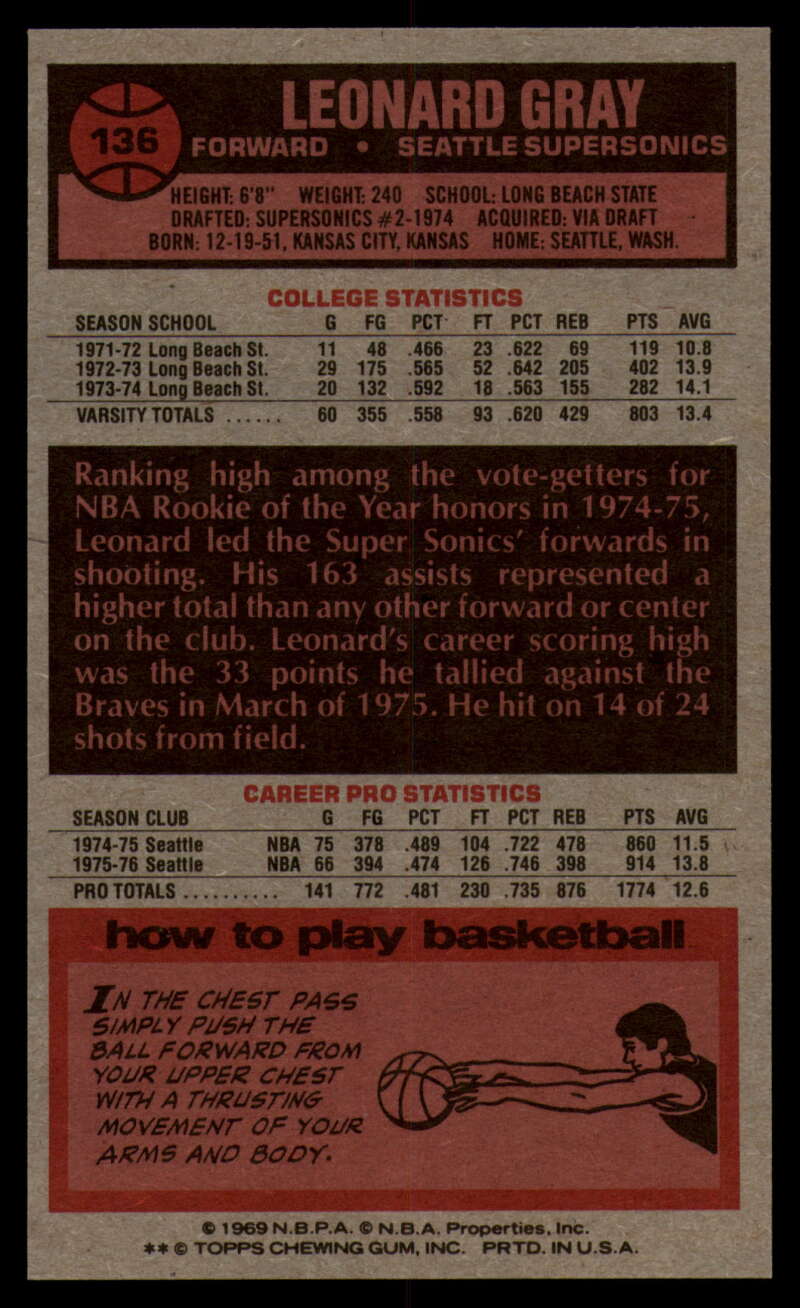 136
LEONARD GRAY
FORWARD • SEATTLE SUPERSONICS
HEIGHT: 6'8" WEIGHT: 240 SCHOOL: LONG BEACH STATE
DRAFTED: SUPERSONICS #2-1974 ACQUIRED: VIA DRAFT
BORN: 12-19-51, KANSAS CITY, KANSAS HOME: SEATTLE, WASH.
COLLEGE STATISTICS
SEASON SCHOOL G FG PCT FT PCT REB PTS AVG
1971-72 Long Beach St. 11 48 .466 23 .622 69 119 10.8
1972-73 Long Beach St. 29 175 .565 52 .642 205 402 13.9
1973-74 Long Beach St. 20 132 .592 18 .563 155 282 14.1
VARSITY TOTALS ...... 60 355 .558 93 .620 429 803 13.4
Ranking high among the vote-getters for
NBA Rookie of the Year honors in 1974-75,
Leonard led the Super Sonics' forwards in
shooting. His 163 assists represented a
higher total than any other forward or center
on the club. Leonard's career scoring high
was the 33 points he tallied against the
Braves in March of 1975. He hit on 14 of 24
shots from field.
CAREER PRO STATISTICS
SEASON CLUB G FG PCT FT PCT REB PTS AVG
1974-75 Seattle NBA 75 378 .489 104 .722 478 860 11.5
1975-76 Seattle NBA 66 394 .474 126 .746 398 914 13.8
PRO TOTALS .......... 141 772 .481 230 .735 876 1774 12.6
how to play basketball
IN THE CHEST PASS
SIMPLY PUSH THE
BALL FORWARD FROM
YOUR UPPER CHEST
WITH A THRUSTING
MOVEMENT OF YOUR
ARMS AND BODY.
© 1969 N.B.P.A. © N.B.A. Properties, Inc.
** © TOPPS CHEWING GUM, INC. PRTD. IN U.S.A.